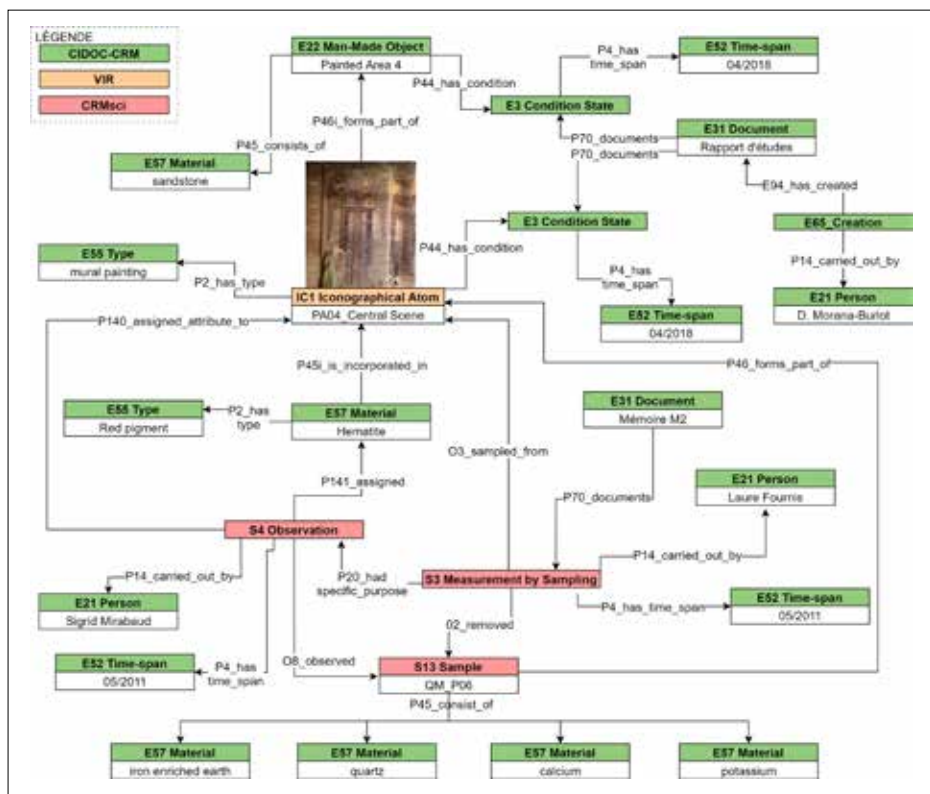 LÉGENDE
CIDOC-CRM
VIR
CRMsci
E22 Man-Made Object
Painted Area 4
P4_has
time_span
E52 Time-span
04/2018
P44_has_condition
E3 Condition State
P46i_forms_part_of
P45_consists_of
E31 Document
Rapport d'études
P70_documents
P70_documents
E57 Material
sandstone
E94_has_created
E3 Condition State
E65_Creation
P44_has_condition
E55 Type
mural painting
P2_has_type
P4_has
time_span
P14_carried_out_by
IC1 Iconographical Atom
PA04_Central Scene
E21 Person
D. Morana-Burlot
E52 Time-span
04/2018
P140_assigned_attribute_to
P45i_is_incorporated_in
P46_forms_part_of
E55 Type
Red pigment
P2_has
type
E57 Material
Hematite
E31 Document
Mémoire M2
O3_sampled_from
P141_assigned
E21 Person
Laure Fournis
P70_documents
S4 Observation
P14_carried_out_by
P14_carried_out_by
P20_had
specific_purpose
S3 Measurement by Sampling
E21 Person
Sigrid Mirabaud
P4_has_time_span
E52 Time-span
05/2011
02_removed
E52 Time-span
05/2011
P4_has
time_span
O8_observed
S13 Sample
QM_P06
P45_consist_of
E57 Material
iron enriched earth
E57 Material
quartz
E57 Material
calcium
E57 Material
potassium